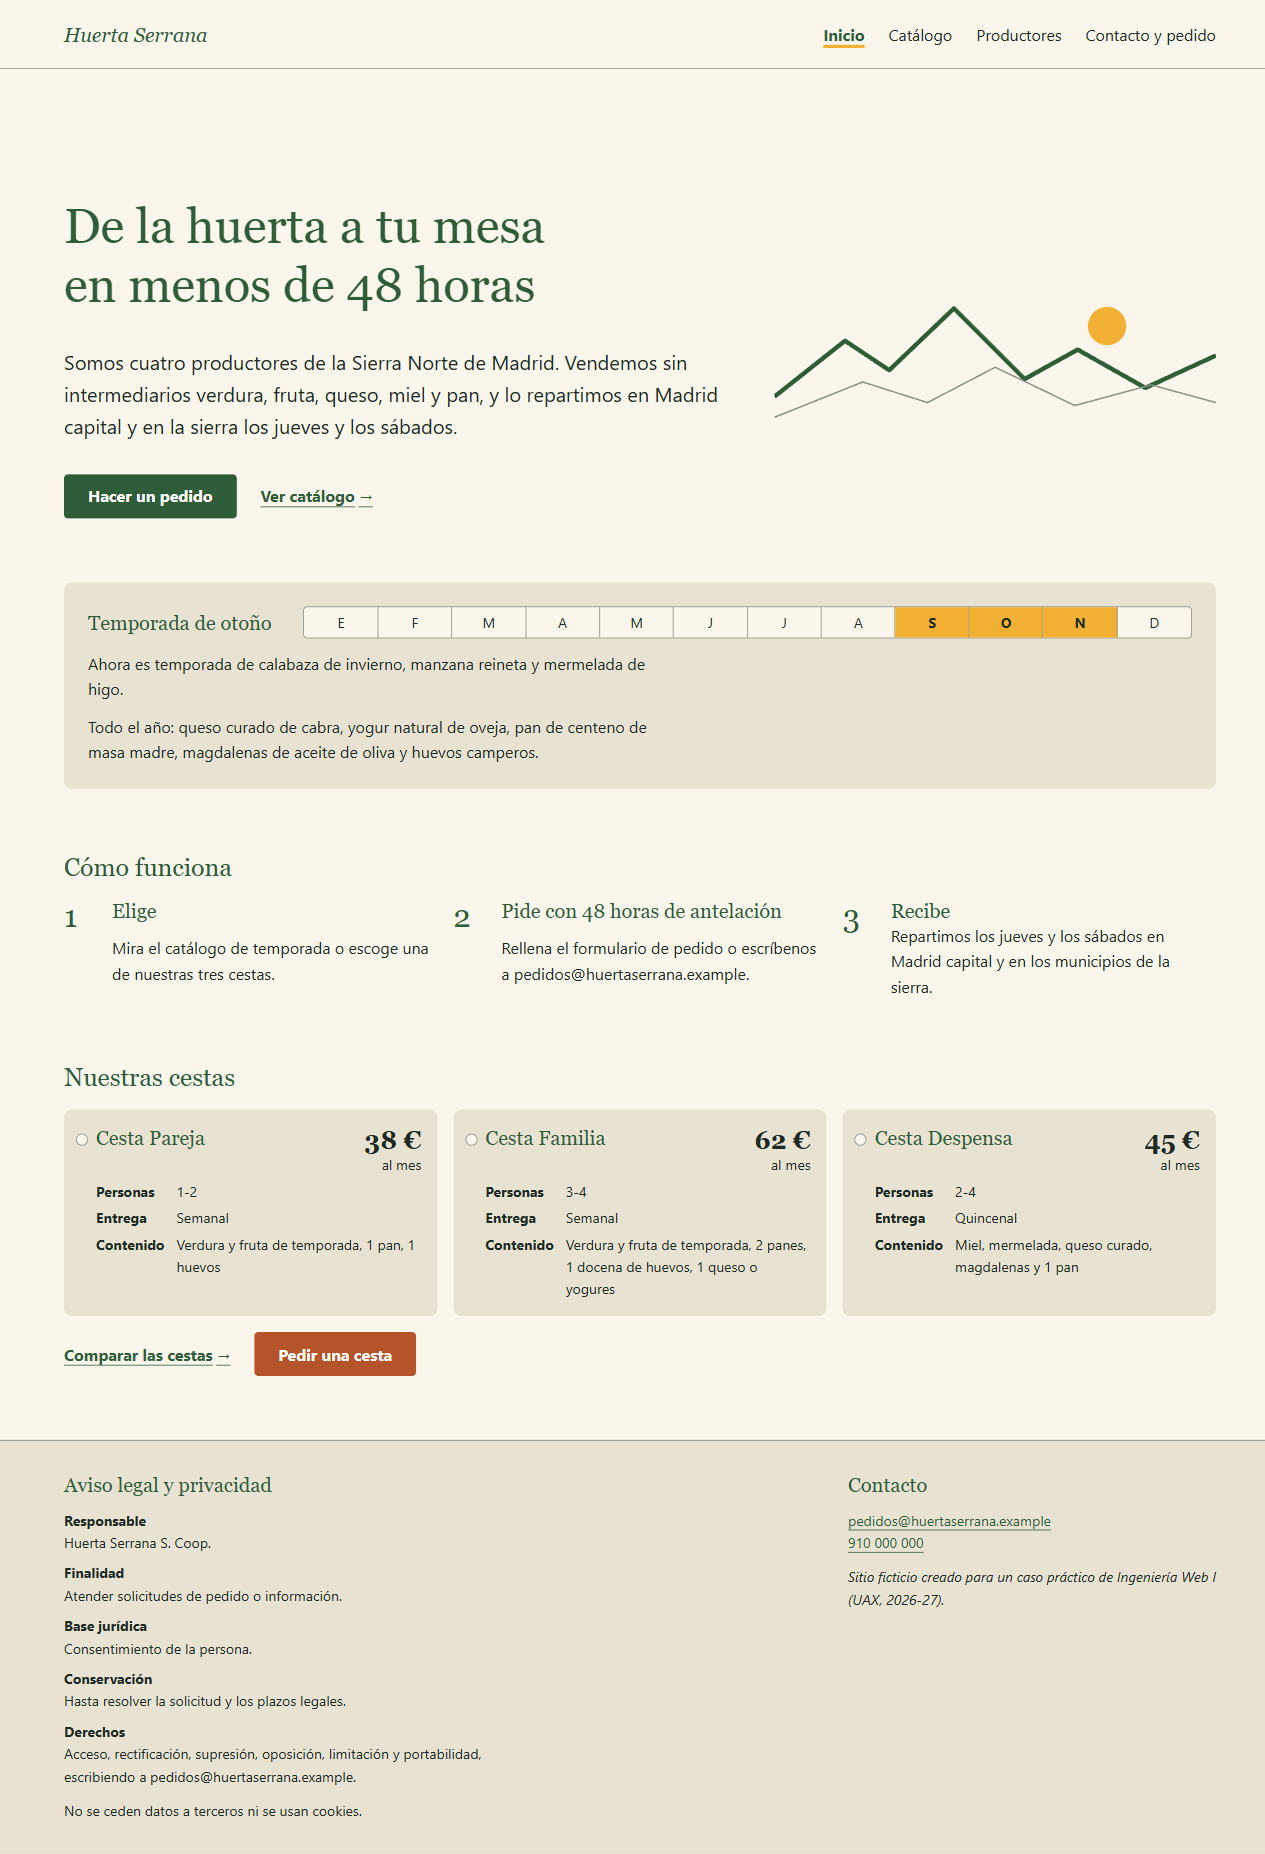 Huerta Serrana
Inicio Catálogo Productores Contacto y pedido
De la huerta a tu mesa
en menos de 48 horas
Somos cuatro productores de la Sierra Norte de Madrid. Vendemos sin
intermediarios verdura, fruta, queso, miel y pan, y lo repartimos en Madrid
capital y en la sierra los jueves y los sábados.
Hacer un pedido Ver catálogo →
Temporada de otoño E F M A M J J A S O N D
Ahora es temporada de calabaza de invierno, manzana reineta y mermelada de
higo.
Todo el año: queso curado de cabra, yogur natural de oveja, pan de centeno de
masa madre, magdalenas de aceite de oliva y huevos camperos.
Cómo funciona
1 Elige
Mira el catálogo de temporada o escoge una
de nuestras tres cestas.
2 Pide con 48 horas de antelación
Rellena el formulario de pedido o escríbenos
a pedidos@huertaserrana.example.
3 Recibe
Repartimos los jueves y los sábados en
Madrid capital y en los municipios de la
sierra.
Nuestras cestas
Cesta Pareja 38 €
al mes
Personas 1-2
Entrega Semanal
Contenido Verdura y fruta de temporada, 1 pan, 1
huevos
Cesta Familia 62 €
al mes
Personas 3-4
Entrega Semanal
Contenido Verdura y fruta de temporada, 2 panes,
1 docena de huevos, 1 queso o
yogures
Cesta Despensa 45 €
al mes
Personas 2-4
Entrega Quincenal
Contenido Miel, mermelada, queso curado,
magdalenas y 1 pan
Comparar las cestas → Pedir una cesta
Aviso legal y privacidad
Responsable
Huerta Serrana S. Coop.
Finalidad
Atender solicitudes de pedido o información.
Base jurídica
Consentimiento de la persona.
Conservación
Hasta resolver la solicitud y los plazos legales.
Derechos
Acceso, rectificación, supresión, oposición, limitación y portabilidad,
escribiendo a pedidos@huertaserrana.example.
No se ceden datos a terceros ni se usan cookies.
Contacto
pedidos@huertaserrana.example
910 000 000
Sitio ficticio creado para un caso práctico de Ingeniería Web I
(UAX, 2026-27).